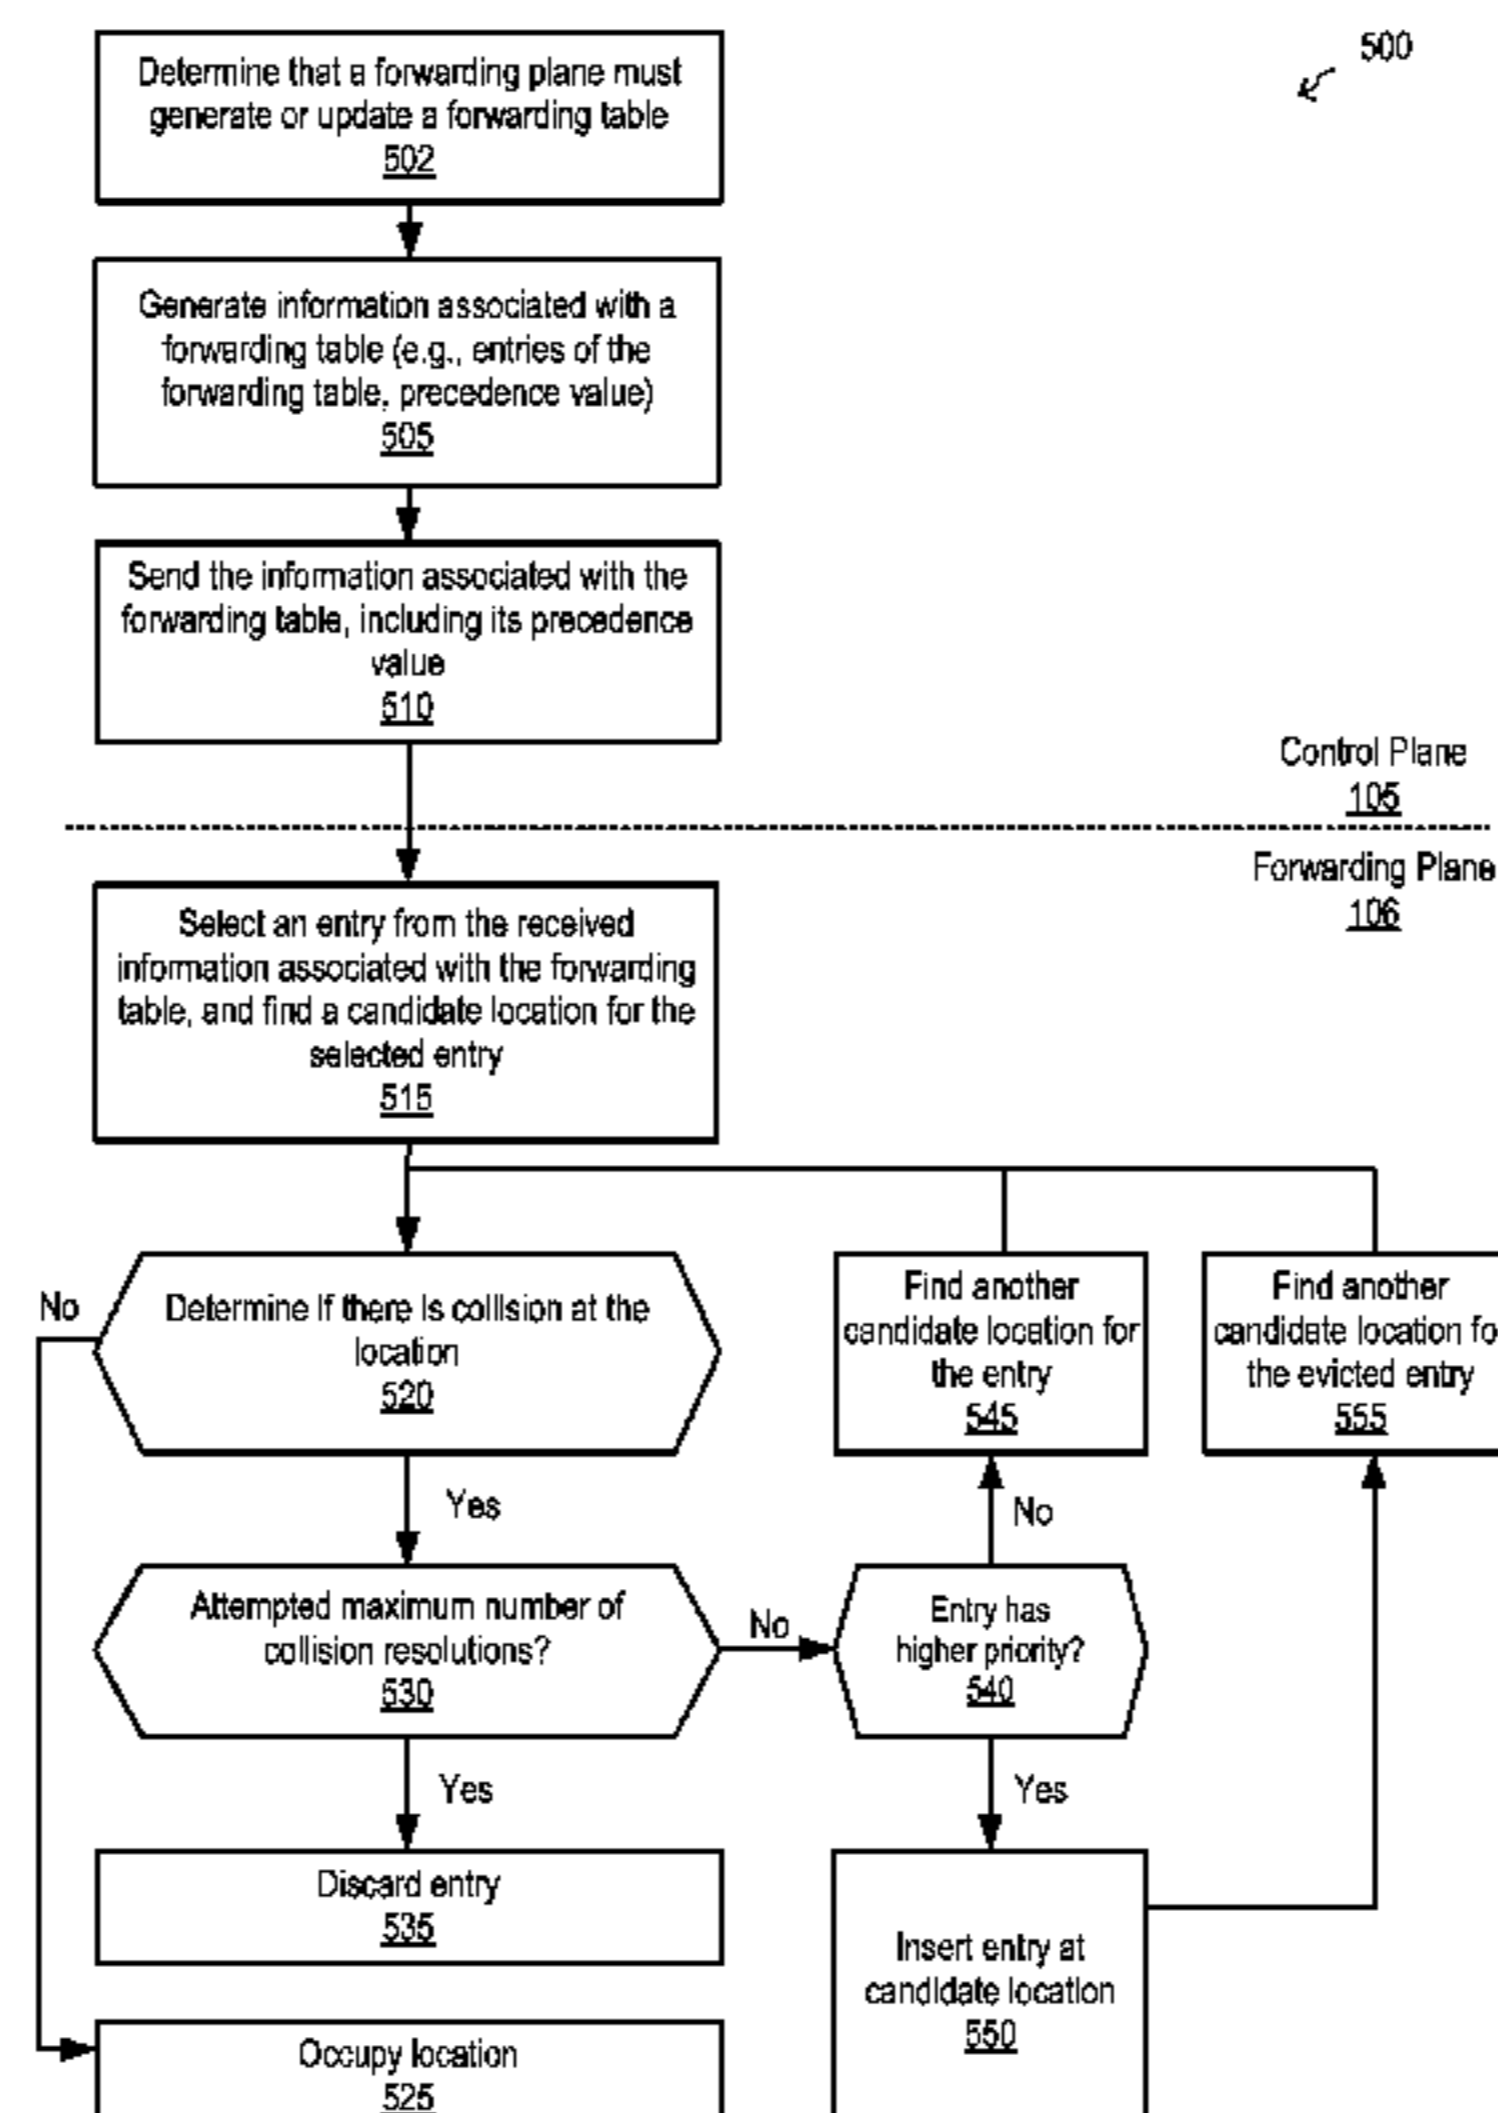 500
Determine that a forwarding plane must
generate or update a forwarding table
502
Generate information associated with a
forwarding table (e.g., entries of the
forwarding table, precedence value)
505
Send the information associated with the
forwarding table, including its precedence
value
510
Control Plane
105
Forwarding Plane
106
Select an entry from the received
information associated with the forwarding
table, and find a candidate location for the
selected entry
515
No
Determine if there is collision at the
location
520
Find another
candidate location for
the entry
545
Find another
candidate location fo
the evicted entry
555
Yes
No
Attempted maximum number of
collision resolutions?
530
No
Entry has
higher priority?
540
Yes
Yes
Discard entry
535
Insert entry at
candidate location
550
Occupy location
525